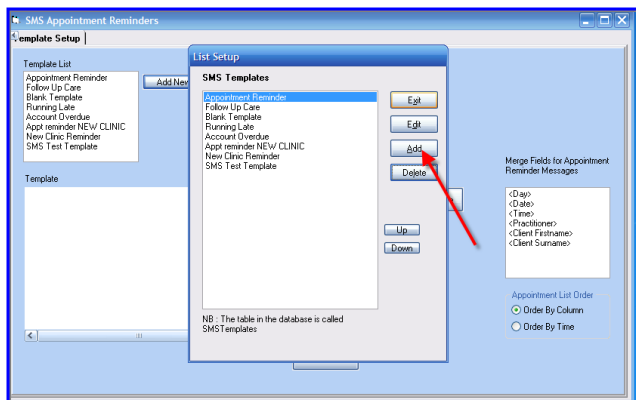 SMS Appointment Reminders
Template Setup
Template List
Appointment Reminder
Follow Up Care
Blank Template
Running Late
Account Overdue
Appt reminder NEW CLINIC
New Clinic Reminder
SMS Test Template
Add New
Template
List Setup
SMS Templates
Appointment Reminder
Follow Up Care
Blank Template
Running Late
Account Overdue
Appt reminder NEW CLINIC
New Clinic Reminder
SMS Test Template
Exit
Edit
Add
Delete
Up
Down
NB : The table in the database is called
SMSTemplates
Merge Fields for Appointment
Reminder Messages
<Day>
<Date>
<Time>
<Practitioner>
<Client Firstname>
<Client Surname>
Appointment List Order
Order By Column
Order By Time